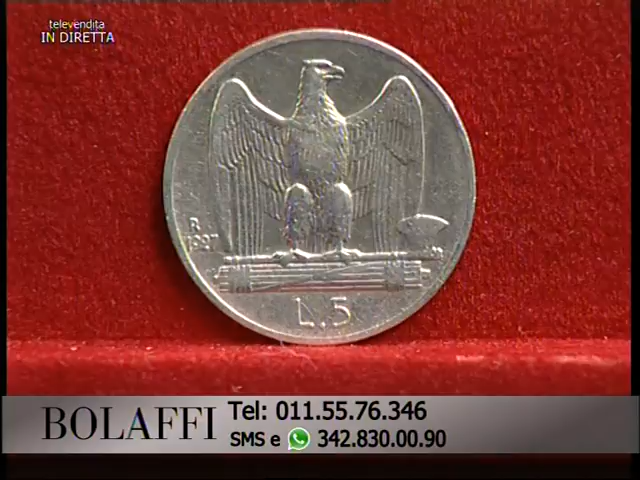 televendita
IN DIRETTA
R
1927
L.5
BOLAFFI
Tel: 011.55.76.346
SMS e 342.830.00.90